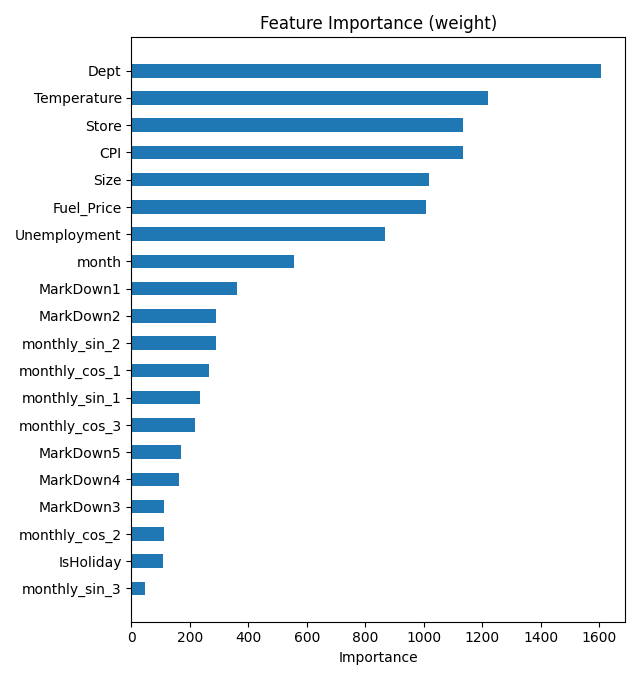 Feature Importance (weight)
Dept
Temperature
Store
CPI
Size
Fuel_Price
Unemployment
month
MarkDown1
MarkDown2
monthly_sin_2
monthly_cos_1
monthly_sin_1
monthly_cos_3
MarkDown5
MarkDown4
MarkDown3
monthly_cos_2
IsHoliday
monthly_sin_3
0 200 400 600 800 1000 1200 1400 1600
Importance